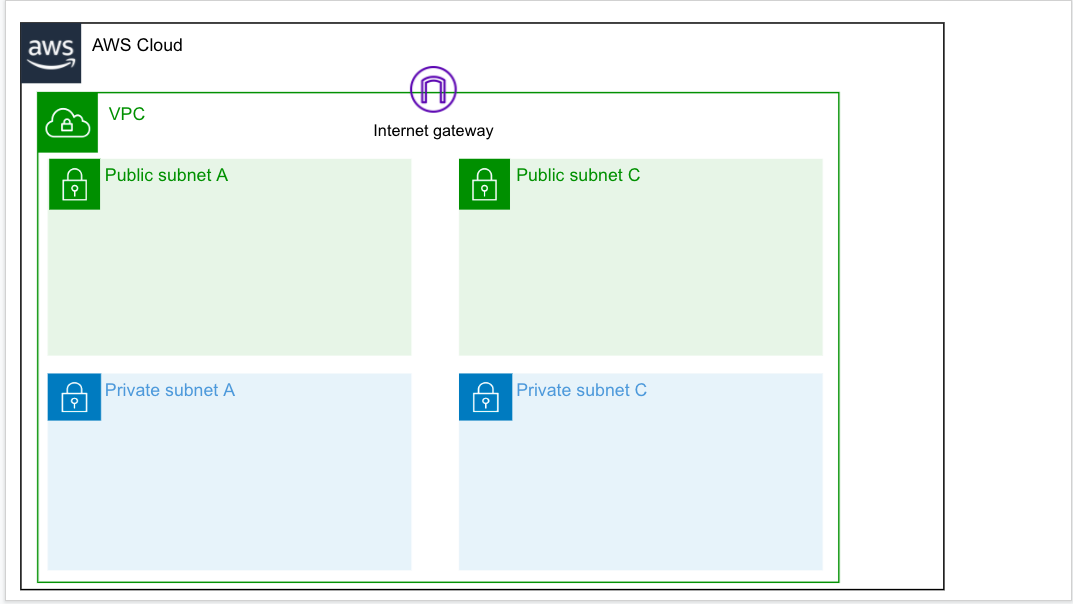 aws
AWS Cloud
VPC
Internet gateway
Public subnet A
Public subnet C
Private subnet A
Private subnet C